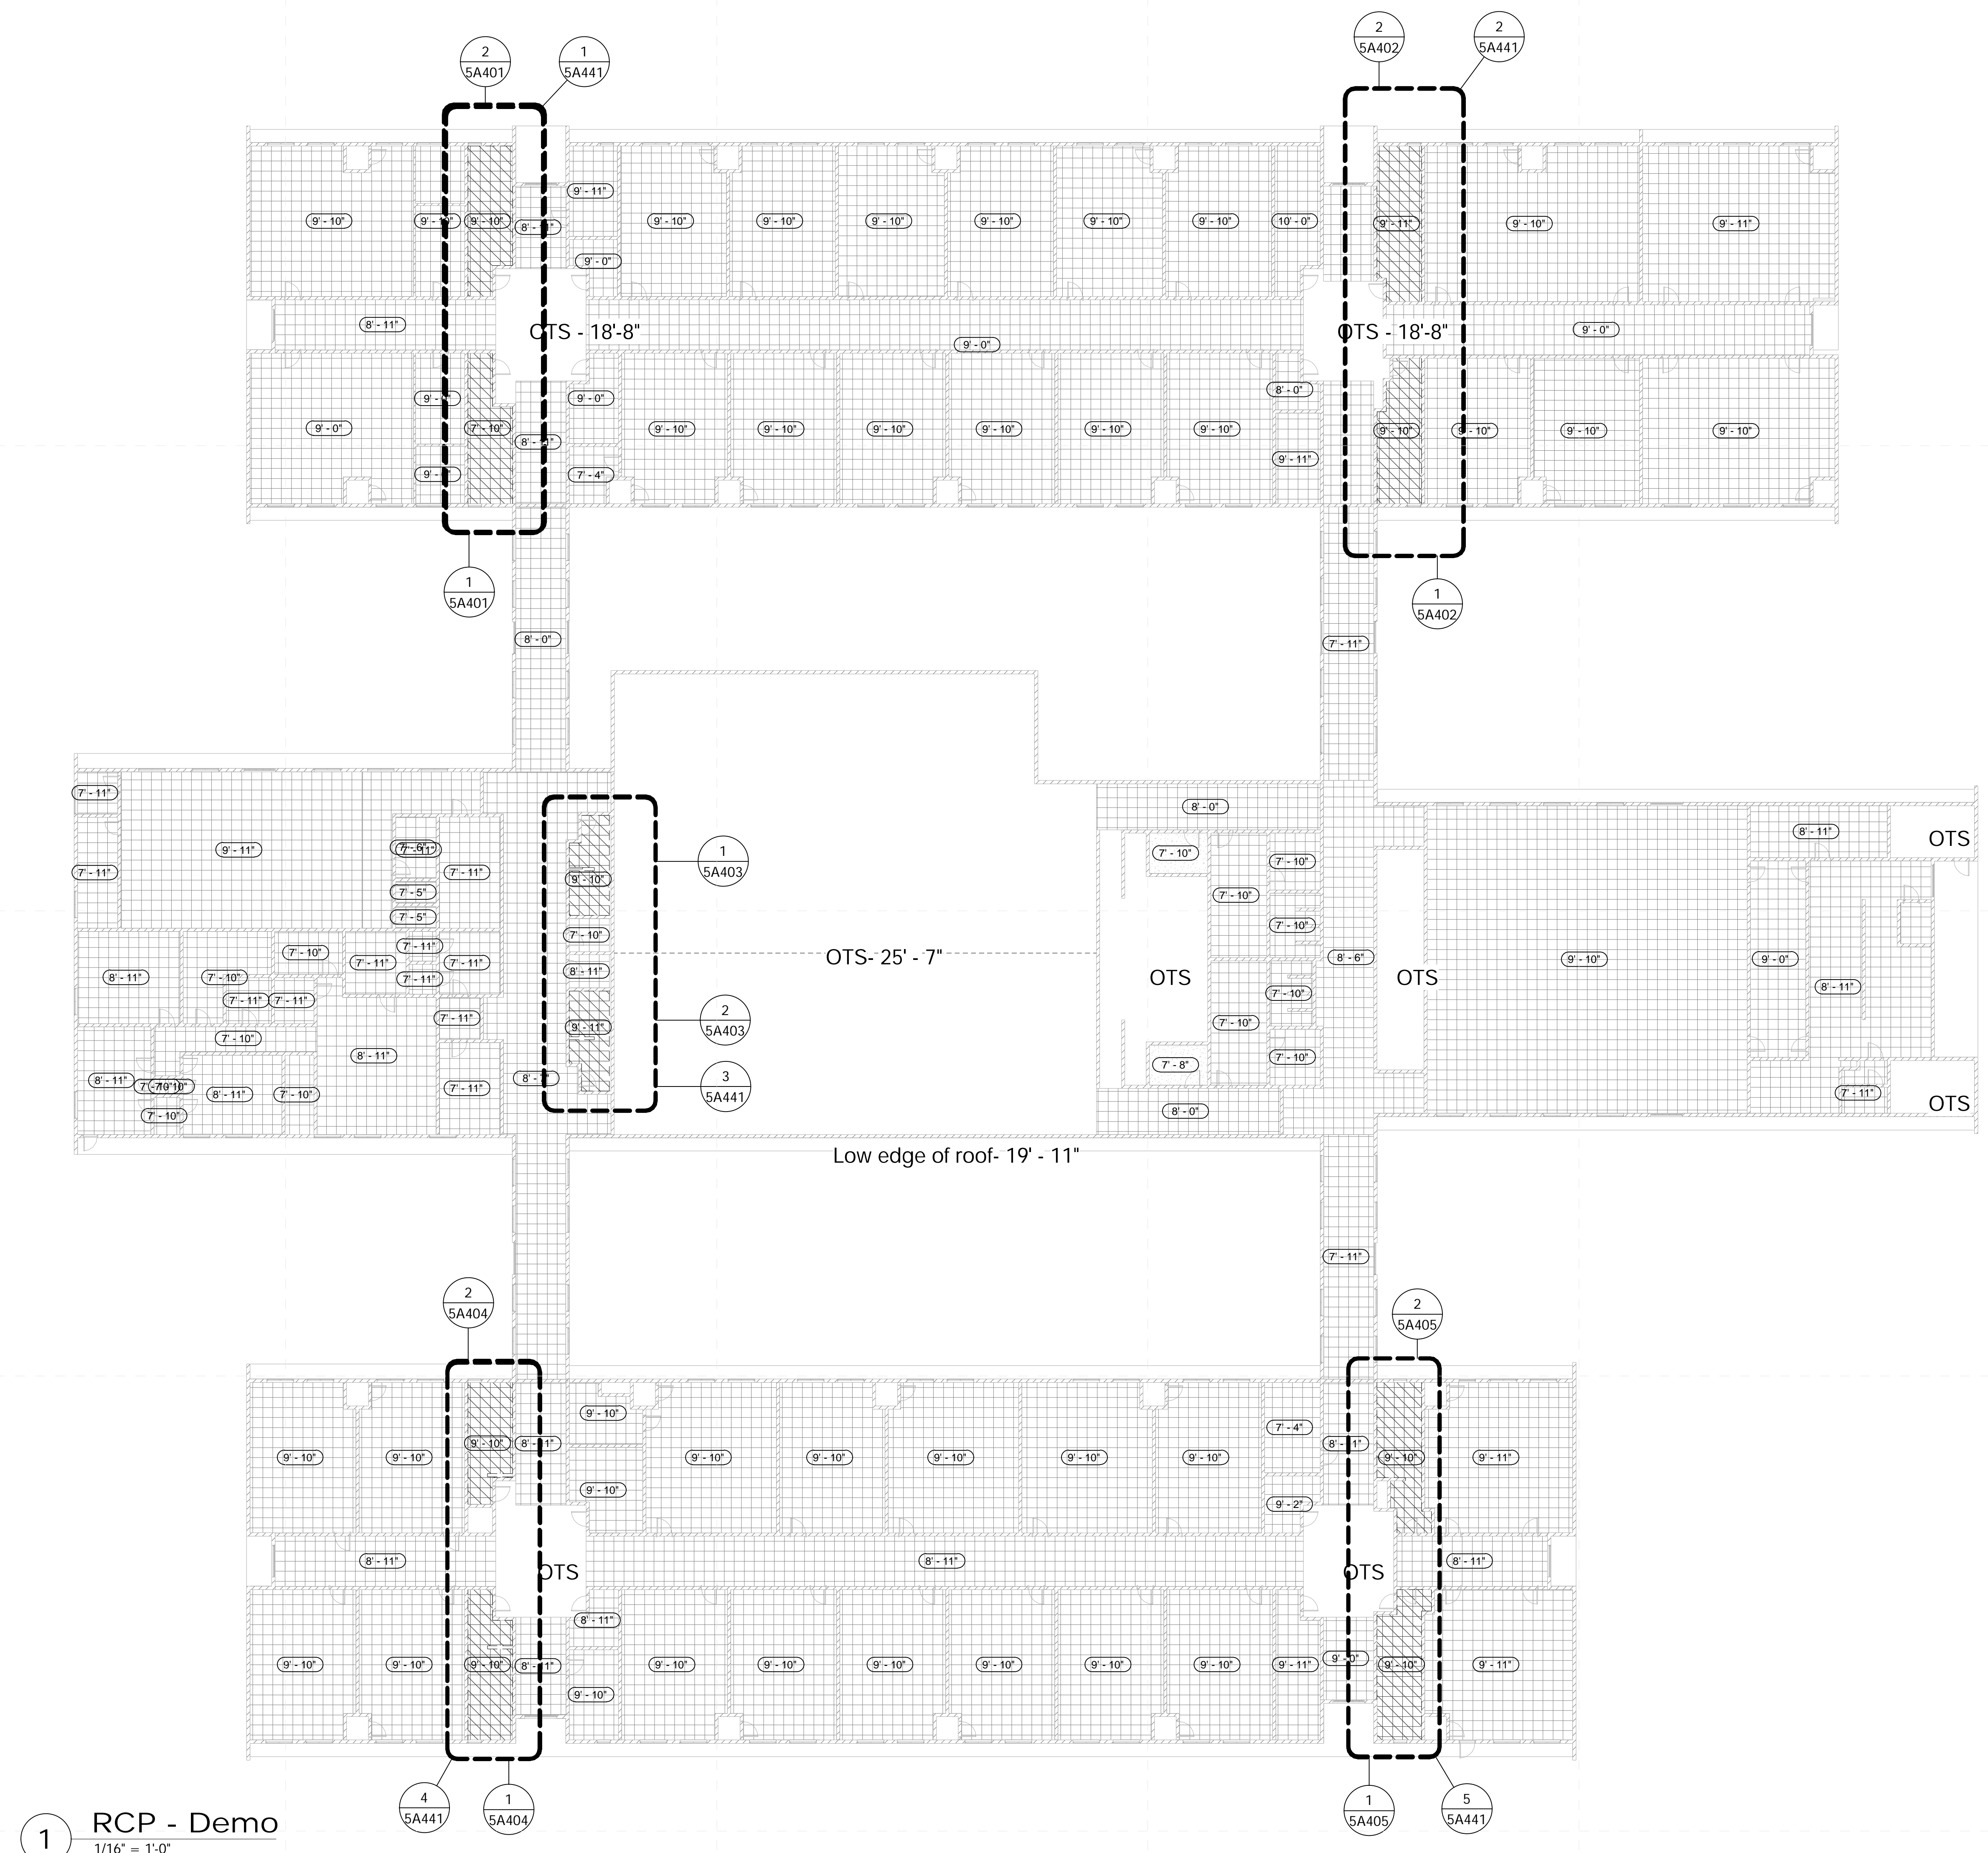 2
5A401
1
5A441
2
5A402
2
5A441
9' - 11"
9' - 10"
9' - 10"
8' - 11"
9' - 10"
9' - 10"
9' - 10"
9' - 10"
9' - 10"
9' - 10"
10' - 0"
9' - 11"
9' - 10"
9' - 11"
9' - 0"
8' - 11"
OTS - 18'-8"
9' - 0"
OTS - 18'-8"
9' - 0"
9' - 0"
8' - 0"
9' - 0"
7' - 10"
8' - 11"
9' - 10"
9' - 10"
9' - 10"
9' - 10"
9' - 10"
9' - 10"
9' - 10"
9' - 10"
9' - 10"
9' - 10"
7' - 4"
9' - 11"
1
5A401
1
5A402
8' - 0"
7' - 11"
7' - 11"
8' - 0"
8' - 11"
OTS
9' - 11"
7' - 6"
7' - 11"
7' - 11"
7' - 11"
7' - 5"
7' - 5"
1
5A403
9' - 10"
7' - 10"
7' - 10"
7' - 10"
7' - 10"
7' - 10"
7' - 11"
7' - 10"
7' - 11"
7' - 11"
8' - 11"
7' - 10"
7' - 11"
8' - 11"
OTS- 25' - 7"
OTS
8' - 6"
OTS
9' - 10"
9' - 0"
8' - 11"
7' - 11"
7' - 11"
7' - 11"
7' - 10"
7' - 10"
2
5A403
9' - 11"
7' - 10"
8' - 11"
8' - 11"
7' - 10"
8' - 11"
7' - 10"
7' - 10"
7' - 11"
3
5A441
7' - 8"
7' - 10"
7' - 11"
8' - 0"
OTS
Low edge of roof- 19' - 11"
7' - 11"
2
5A404
2
5A405
9' - 10"
9' - 10"
9' - 10"
9' - 10"
8' - 11"
9' - 10"
9' - 10"
9' - 10"
9' - 10"
9' - 10"
7' - 4"
8' - 11"
9' - 10"
9' - 11"
9' - 10"
9' - 2"
8' - 11"
OTS
8' - 11"
OTS
8' - 11"
8' - 11"
9' - 10"
9' - 10"
9' - 10"
8' - 11"
9' - 10"
9' - 10"
9' - 10"
9' - 10"
9' - 10"
9' - 10"
9' - 11"
9' - 0"
9' - 10"
9' - 11"
9' - 10"
4
5A441
1
5A404
1
5A405
5
5A441
1
RCP - Demo
1/16" = 1'-0"